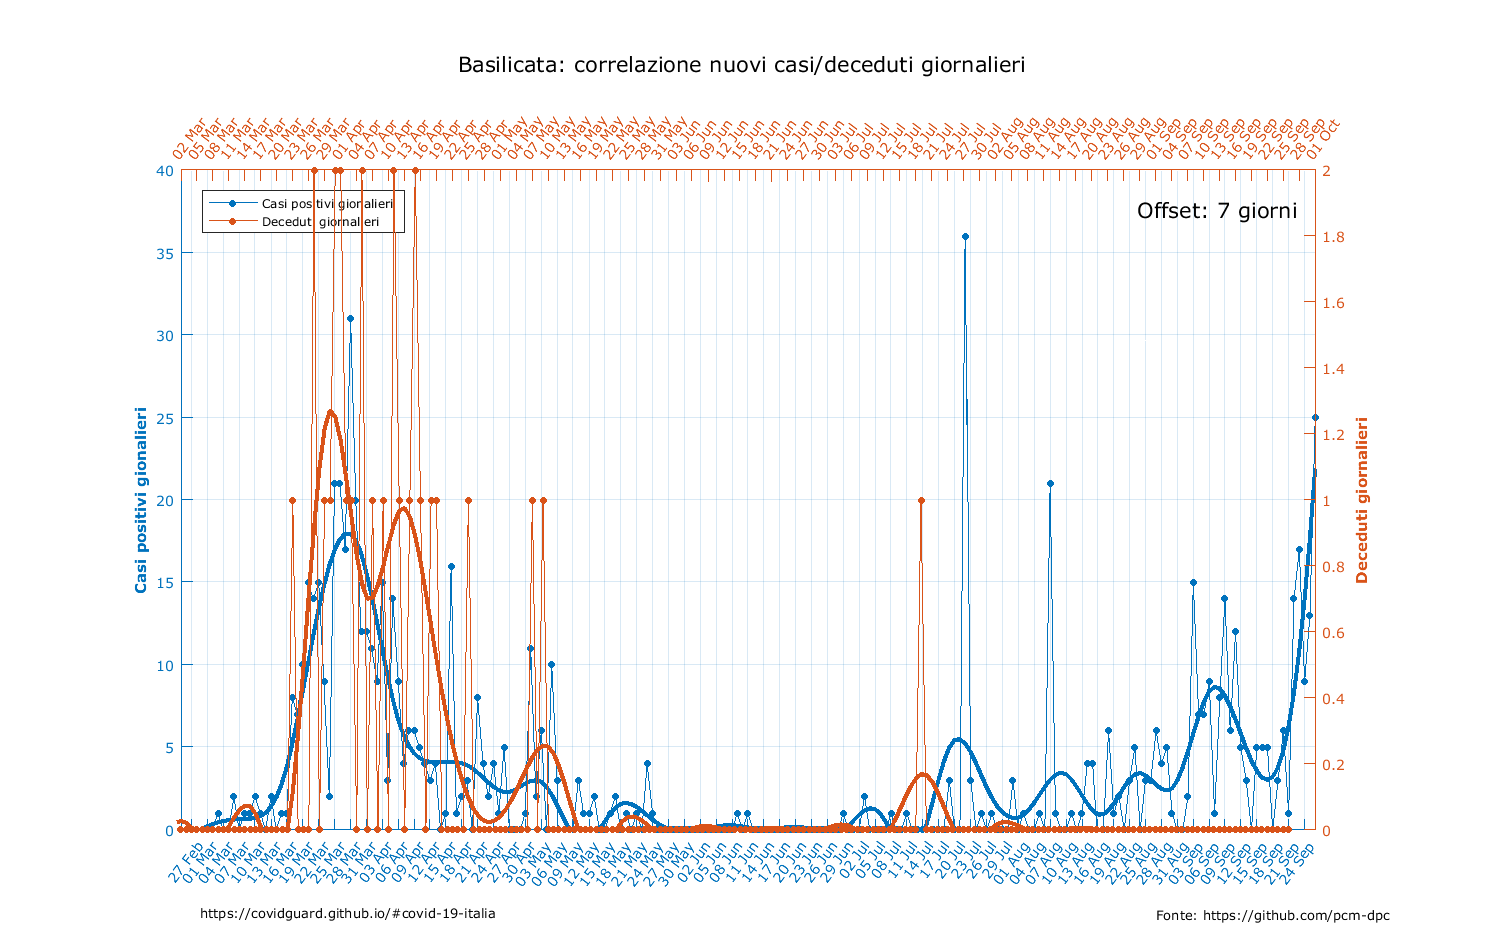 Basilicata: correlazione nuovi casi/deceduti giornalieri
02 Mar
05 Mar
08 Mar
11 Mar
14 Mar
17 Mar
20 Mar
23 Mar
26 Mar
29 Mar
01 Apr
04 Apr
07 Apr
10 Apr
13 Apr
16 Apr
19 Apr
22 Apr
25 Apr
28 Apr
01 May
04 May
07 May
10 May
13 May
16 May
19 May
22 May
25 May
28 May
31 May
03 Jun
06 Jun
09 Jun
12 Jun
15 Jun
18 Jun
21 Jun
24 Jun
27 Jun
30 Jun
03 Jul
06 Jul
09 Jul
12 Jul
15 Jul
18 Jul
21 Jul
24 Jul
27 Jul
30 Jul
02 Aug
05 Aug
08 Aug
11 Aug
14 Aug
17 Aug
20 Aug
23 Aug
26 Aug
29 Aug
01 Sep
04 Sep
07 Sep
10 Sep
13 Sep
16 Sep
19 Sep
22 Sep
25 Sep
28 Sep
01 Oct
Casi positivi gionalieri
Deceduti giornalieri
Offset: 7 giorni
Casi positivi gionalieri
40
35
30
25
20
15
10
5
0
2
1.8
1.6
1.4
1.2
1
0.8
0.6
0.4
0.2
0
Deceduti giornalieri
27 Feb
01 Mar
04 Mar
07 Mar
10 Mar
13 Mar
16 Mar
19 Mar
22 Mar
25 Mar
28 Mar
31 Mar
03 Apr
06 Apr
09 Apr
12 Apr
15 Apr
18 Apr
21 Apr
24 Apr
27 Apr
30 Apr
03 May
06 May
09 May
12 May
15 May
18 May
21 May
24 May
27 May
30 May
02 Jun
05 Jun
08 Jun
11 Jun
14 Jun
17 Jun
20 Jun
23 Jun
26 Jun
29 Jun
02 Jul
05 Jul
08 Jul
11 Jul
14 Jul
17 Jul
20 Jul
23 Jul
26 Jul
29 Jul
01 Aug
04 Aug
07 Aug
10 Aug
13 Aug
16 Aug
19 Aug
22 Aug
25 Aug
28 Aug
31 Aug
03 Sep
06 Sep
09 Sep
12 Sep
15 Sep
18 Sep
21 Sep
24 Sep
https://covidguard.github.io/#covid-19-italia
Fonte: https://github.com/pcm-dpc